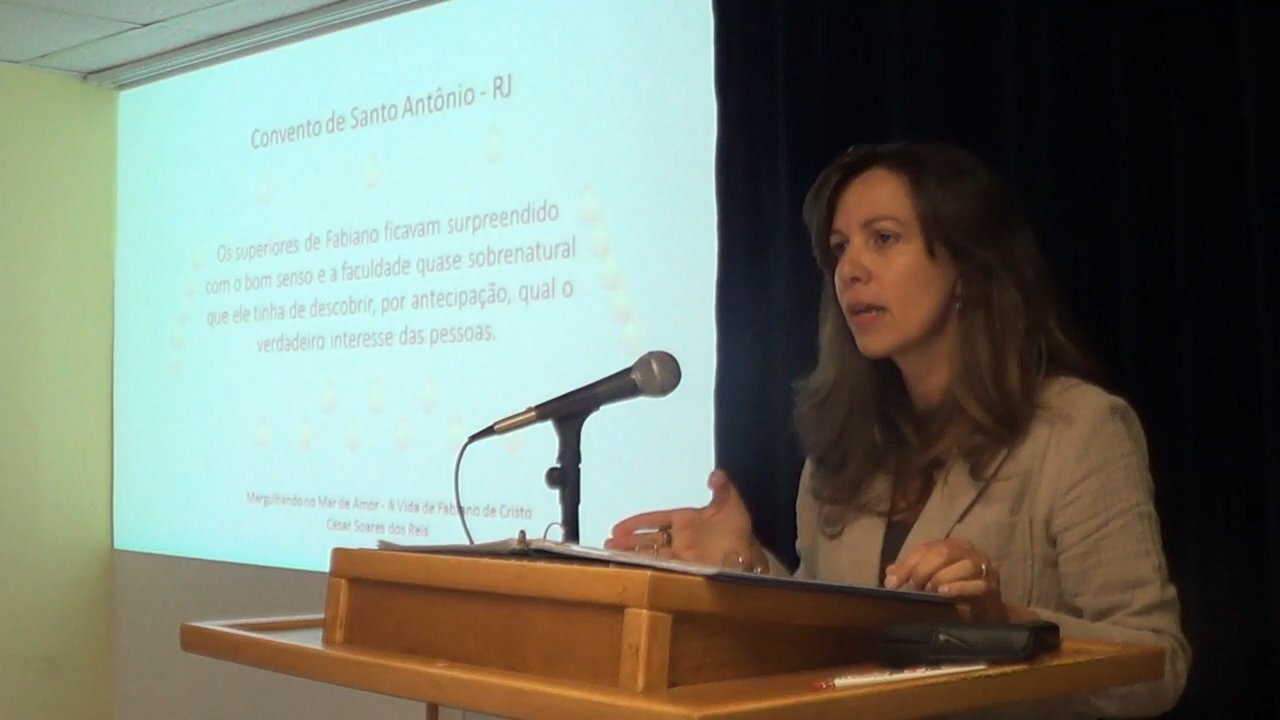 Convento de Santo Antônio - RJ
Os superiores de Fabiano ficavam surpreendido
com o bom senso e a faculdade quase sobrenatural
que ele tinha de descobrir, por antecipação, qual o
verdadeiro interesse das pessoas.
Mergulhando no Mar de Amor - A Vida de Fabiano de Cristo
César Soares dos Reis